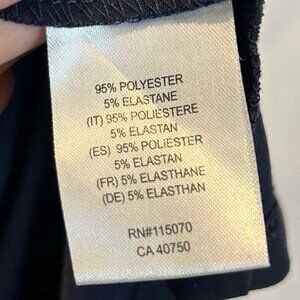 95% POLYESTER
5% ELASTANE
(IT) 95% POLIESTERE
5% ELASTAN
(ES) 95% POLIESTER
5% ELASTAN
(FR) 5% ELASTHANE
(DE) 5% ELASTHAN
RN#115070
CA 40750